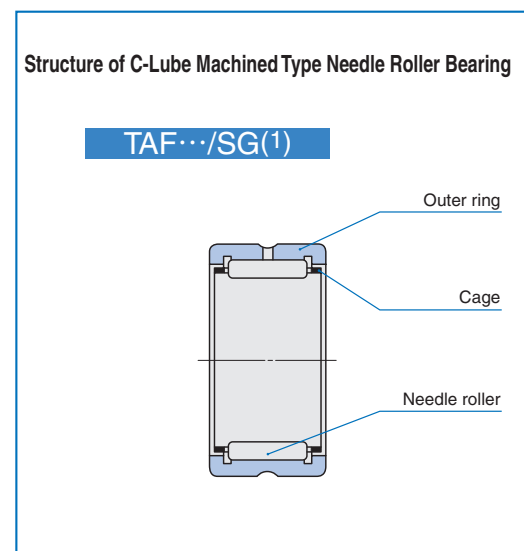 Structure of C-Lube Machined Type Needle Roller Bearing
TAF⋯/SG(1)
Outer ring
Cage
Needle roller